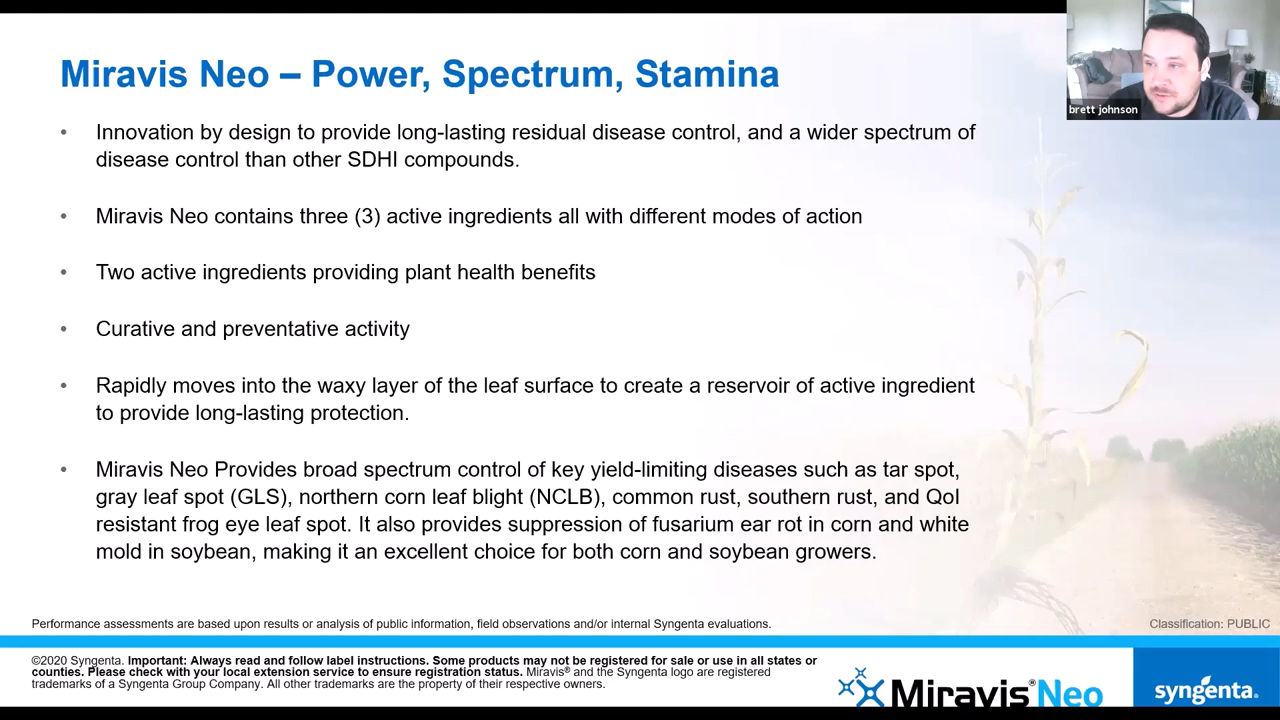 Miravis Neo – Power, Spectrum, Stamina
brett johnson
• Innovation by design to provide long-lasting residual disease control, and a wider spectrum of
disease control than other SDHI compounds.
• Miravis Neo contains three (3) active ingredients all with different modes of action
• Two active ingredients providing plant health benefits
• Curative and preventative activity
• Rapidly moves into the waxy layer of the leaf surface to create a reservoir of active ingredient
to provide long-lasting protection.
• Miravis Neo Provides broad spectrum control of key yield-limiting diseases such as tar spot,
gray leaf spot (GLS), northern corn leaf blight (NCLB), common rust, southern rust, and QoI
resistant frog eye leaf spot. It also provides suppression of fusarium ear rot in corn and white
mold in soybean, making it an excellent choice for both corn and soybean growers.
Performance assessments are based upon results or analysis of public information, field observations and/or internal Syngenta evaluations.
Classification: PUBLIC
©2020 Syngenta. Important: Always read and follow label instructions. Some products may not be registered for sale or use in all states or
counties. Please check with your local extension service to ensure registration status. Miravis® and the Syngenta logo are registered
trademarks of a Syngenta Group Company. All other trademarks are the property of their respective owners.
Miravis® Neo
syngenta.